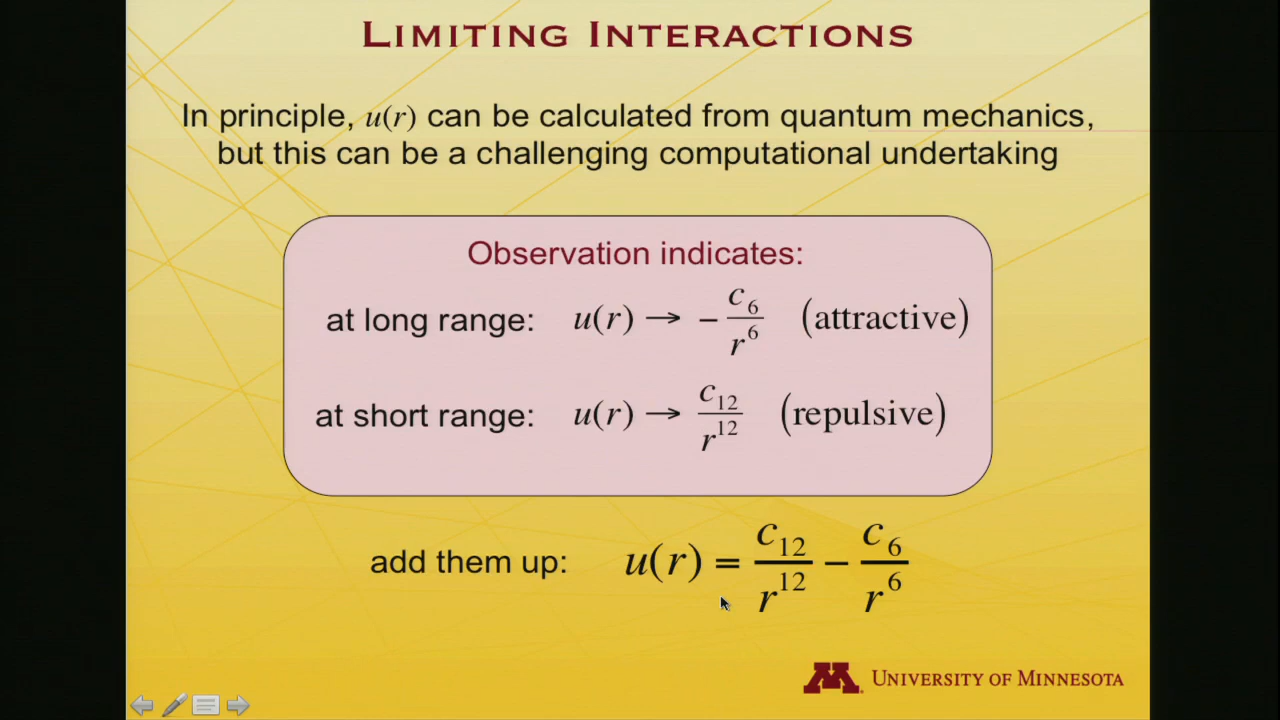 LIMITING INTERACTIONS
In principle, u(r) can be calculated from quantum mechanics,
but this can be a challenging computational undertaking
Observation indicates:
at long range: u(r) → − c₆/r⁶ (attractive)
at short range: u(r) → c₁₂/r¹² (repulsive)
add them up: u(r) = c₁₂/r¹² − c₆/r⁶
M UNIVERSITY OF MINNESOTA